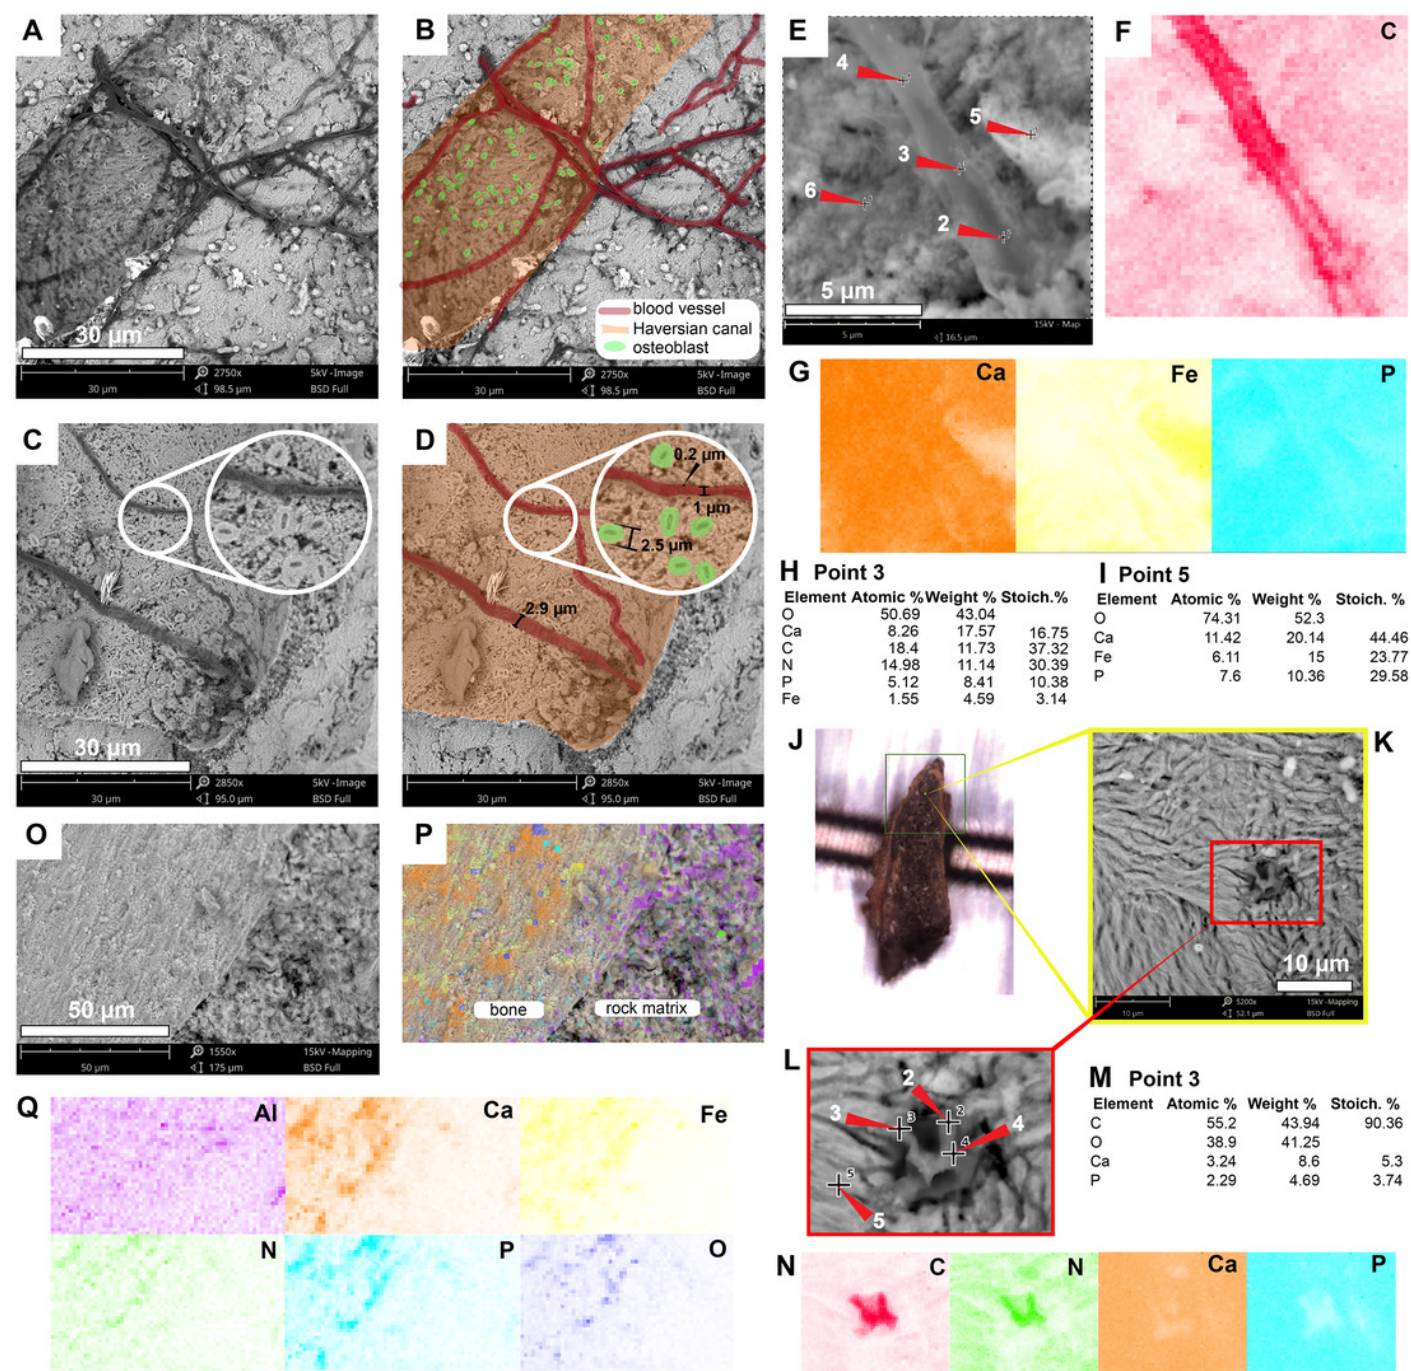 A
30 µm
30 µm
2750x
98.5 µm
5kV -Image
BSD Full
B
blood vessel
Haversian canal
osteoblast
30 µm
2750x
98.5 µm
5kV -Image
BSD Full
E
4
5
3
6
2
5 µm
5 µm
16.5 µm
15kV - Map
F
C
G
Ca
Fe
P
C
30 µm
30 µm
2850x
95.0 µm
5kV -Image
BSD Full
D
0.2 µm
1 µm
2.5 µm
2.9 µm
30 µm
2850x
95.0 µm
5kV -Image
BSD Full
H Point 3
Element Atomic % Weight % Stoich.%
O 50.69 43.04
Ca 8.26 17.57 16.75
C 18.4 11.73 37.32
N 14.98 11.14 30.39
P 5.12 8.41 10.38
Fe 1.55 4.59 3.14
I Point 5
Element Atomic % Weight % Stoich. %
O 74.31 52.3
Ca 11.42 20.14 44.46
Fe 6.11 15 23.77
P 7.6 10.36 29.58
J
K
10 µm
10 µm
5200x
52.1 µm
15kV-Mapping
BSD Full
O
50 µm
50 µm
1550x
175 µm
15kV-Mapping
BSD Full
P
bone
rock matrix
L
2
3
4
5
3
2
4
5
M Point 3
Element Atomic % Weight % Stoich. %
C 55.2 43.94 90.36
O 38.9 41.25
Ca 3.24 8.6 5.3
P 2.29 4.69 3.74
Q
Al
Ca
Fe
N
P
O
N
C
N
Ca
P